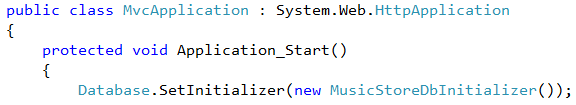 public class MvcApplication : System.Web.HttpApplication
{
    protected void Application_Start()
    {
        Database.SetInitializer(new MusicStoreDbInitializer());